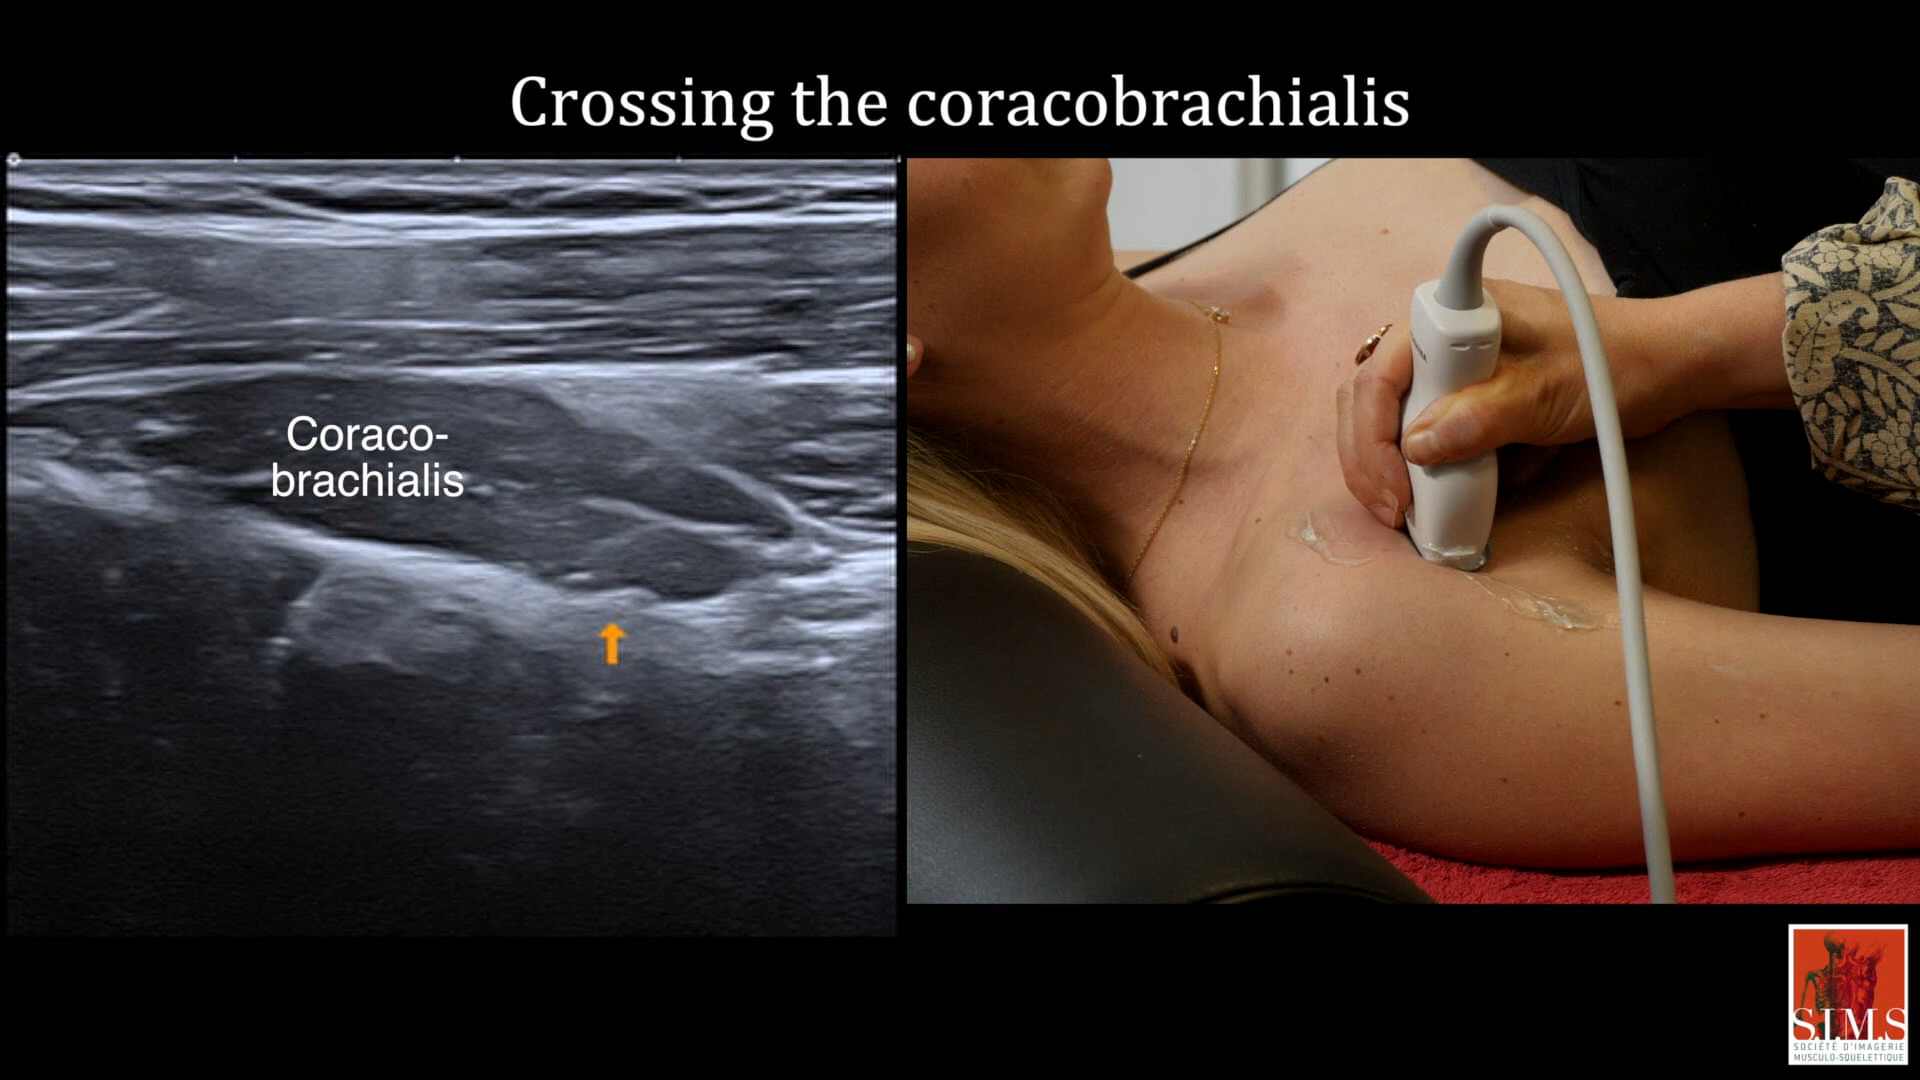 Crossing the coracobrachialis
Coraco-
brachialis
S.I.M.S
SOCIÉTÉ D'IMAGERIE
MUSCULO-SQUELETTIQUE